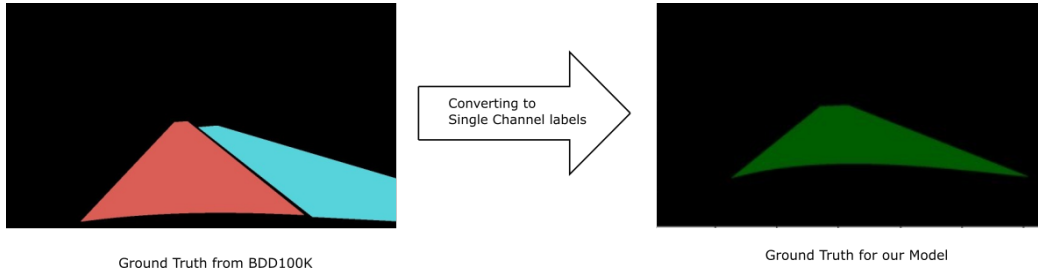 Converting to
Single Channel labels
Ground Truth from BDD100K
Ground Truth for our Model